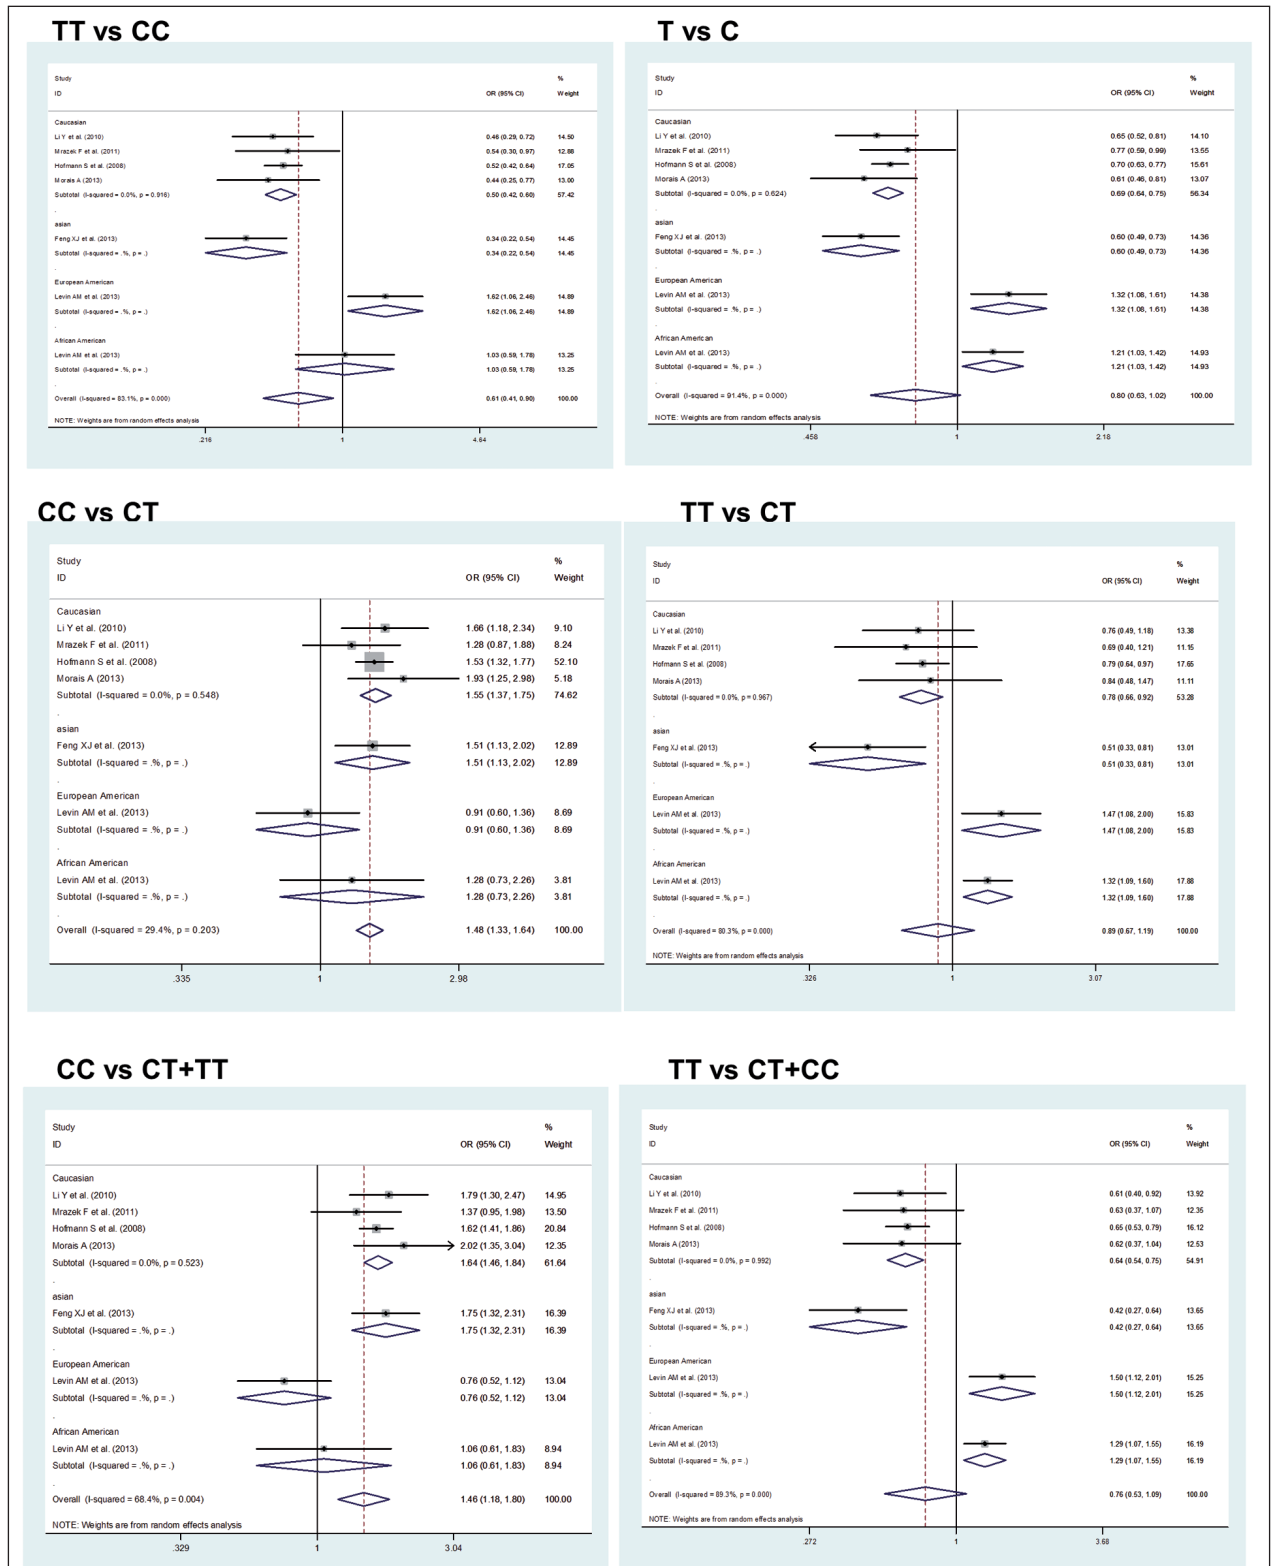 TT vs CC
Study %
ID OR (95% CI) Weight
Caucasian
Li Y et al. (2010) 0.46 (0.29, 0.72) 14.50
Mrazek F et al. (2011) 0.54 (0.30, 0.97) 12.88
Hofmann S et al. (2008) 0.52 (0.42, 0.64) 17.05
Morais A (2013) 0.44 (0.25, 0.77) 13.00
Subtotal (I-squared = 0.0%, p = 0.916) 0.50 (0.42, 0.60) 57.42
.
asian
Feng XJ et al. (2013) 0.34 (0.22, 0.54) 14.45
Subtotal (I-squared = .%, p = .) 0.34 (0.22, 0.54) 14.45
.
European American
Levin AM et al. (2013) 1.62 (1.06, 2.46) 14.89
Subtotal (I-squared = .%, p = .) 1.62 (1.06, 2.46) 14.89
.
African American
Levin AM et al. (2013) 1.03 (0.59, 1.78) 13.25
Subtotal (I-squared = .%, p = .) 1.03 (0.59, 1.78) 13.25
.
Overall (I-squared = 83.1%, p = 0.000) 0.61 (0.41, 0.90) 100.00
NOTE: Weights are from random effects analysis
.216 1 4.64
T vs C
Study %
ID OR (95% CI) Weight
Caucasian
Li Y et al. (2010) 0.65 (0.52, 0.81) 14.10
Mrazek F et al. (2011) 0.77 (0.59, 0.99) 13.55
Hofmann S et al. (2008) 0.70 (0.63, 0.77) 15.61
Morais A (2013) 0.61 (0.46, 0.81) 13.07
Subtotal (I-squared = 0.0%, p = 0.624) 0.69 (0.64, 0.75) 56.34
.
asian
Feng XJ et al. (2013) 0.60 (0.49, 0.73) 14.36
Subtotal (I-squared = .%, p = .) 0.60 (0.49, 0.73) 14.36
.
European American
Levin AM et al. (2013) 1.32 (1.08, 1.61) 14.38
Subtotal (I-squared = .%, p = .) 1.32 (1.08, 1.61) 14.38
.
African American
Levin AM et al. (2013) 1.21 (1.03, 1.42) 14.93
Subtotal (I-squared = .%, p = .) 1.21 (1.03, 1.42) 14.93
.
Overall (I-squared = 91.4%, p = 0.000) 0.80 (0.63, 1.02) 100.00
NOTE: Weights are from random effects analysis
.458 1 2.18
CC vs CT
Study %
ID OR (95% CI) Weight
Caucasian
Li Y et al. (2010) 1.66 (1.18, 2.34) 9.10
Mrazek F et al. (2011) 1.28 (0.87, 1.88) 8.24
Hofmann S et al. (2008) 1.53 (1.32, 1.77) 52.10
Morais A (2013) 1.93 (1.25, 2.98) 5.18
Subtotal (I-squared = 0.0%, p = 0.548) 1.55 (1.37, 1.75) 74.62
.
asian
Feng XJ et al. (2013) 1.51 (1.13, 2.02) 12.89
Subtotal (I-squared = .%, p = .) 1.51 (1.13, 2.02) 12.89
.
European American
Levin AM et al. (2013) 0.91 (0.60, 1.36) 8.69
Subtotal (I-squared = .%, p = .) 0.91 (0.60, 1.36) 8.69
.
African American
Levin AM et al. (2013) 1.28 (0.73, 2.26) 3.81
Subtotal (I-squared = .%, p = .) 1.28 (0.73, 2.26) 3.81
.
Overall (I-squared = 29.4%, p = 0.203) 1.48 (1.33, 1.64) 100.00
.335 1 2.98
TT vs CT
Study %
ID OR (95% CI) Weight
Caucasian
Li Y et al. (2010) 0.76 (0.49, 1.18) 13.38
Mrazek F et al. (2011) 0.69 (0.40, 1.21) 11.15
Hofmann S et al. (2008) 0.79 (0.64, 0.97) 17.65
Morais A (2013) 0.84 (0.48, 1.47) 11.11
Subtotal (I-squared = 0.0%, p = 0.967) 0.78 (0.66, 0.92) 53.28
.
asian
Feng XJ et al. (2013) 0.51 (0.33, 0.81) 13.01
Subtotal (I-squared = .%, p = .) 0.51 (0.33, 0.81) 13.01
.
European American
Levin AM et al. (2013) 1.47 (1.08, 2.00) 15.83
Subtotal (I-squared = .%, p = .) 1.47 (1.08, 2.00) 15.83
.
African American
Levin AM et al. (2013) 1.32 (1.09, 1.60) 17.88
Subtotal (I-squared = .%, p = .) 1.32 (1.09, 1.60) 17.88
.
Overall (I-squared = 80.3%, p = 0.000) 0.89 (0.67, 1.19) 100.00
NOTE: Weights are from random effects analysis
.326 1 3.07
CC vs CT+TT
Study %
ID OR (95% CI) Weight
Caucasian
Li Y et al. (2010) 1.79 (1.30, 2.47) 14.95
Mrazek F et al. (2011) 1.37 (0.95, 1.98) 13.50
Hofmann S et al. (2008) 1.62 (1.41, 1.86) 20.84
Morais A (2013) 2.02 (1.35, 3.04) 12.35
Subtotal (I-squared = 0.0%, p = 0.523) 1.64 (1.46, 1.84) 61.64
.
asian
Feng XJ et al. (2013) 1.75 (1.32, 2.31) 16.39
Subtotal (I-squared = .%, p = .) 1.75 (1.32, 2.31) 16.39
.
European American
Levin AM et al. (2013) 0.76 (0.52, 1.12) 13.04
Subtotal (I-squared = .%, p = .) 0.76 (0.52, 1.12) 13.04
.
African American
Levin AM et al. (2013) 1.06 (0.61, 1.83) 8.94
Subtotal (I-squared = .%, p = .) 1.06 (0.61, 1.83) 8.94
.
Overall (I-squared = 68.4%, p = 0.004) 1.46 (1.18, 1.80) 100.00
NOTE: Weights are from random effects analysis
.329 1 3.04
TT vs CT+CC
Study %
ID OR (95% CI) Weight
Caucasian
Li Y et al. (2010) 0.61 (0.40, 0.92) 13.92
Mrazek F et al. (2011) 0.63 (0.37, 1.07) 12.35
Hofmann S et al. (2008) 0.65 (0.53, 0.79) 16.12
Morais A (2013) 0.62 (0.37, 1.04) 12.53
Subtotal (I-squared = 0.0%, p = 0.992) 0.64 (0.54, 0.75) 54.91
.
asian
Feng XJ et al. (2013) 0.42 (0.27, 0.64) 13.65
Subtotal (I-squared = .%, p = .) 0.42 (0.27, 0.64) 13.65
.
European American
Levin AM et al. (2013) 1.50 (1.12, 2.01) 15.25
Subtotal (I-squared = .%, p = .) 1.50 (1.12, 2.01) 15.25
.
African American
Levin AM et al. (2013) 1.29 (1.07, 1.55) 16.19
Subtotal (I-squared = .%, p = .) 1.29 (1.07, 1.55) 16.19
.
Overall (I-squared = 89.3%, p = 0.000) 0.76 (0.53, 1.09) 100.00
NOTE: Weights are from random effects analysis
.272 1 3.68